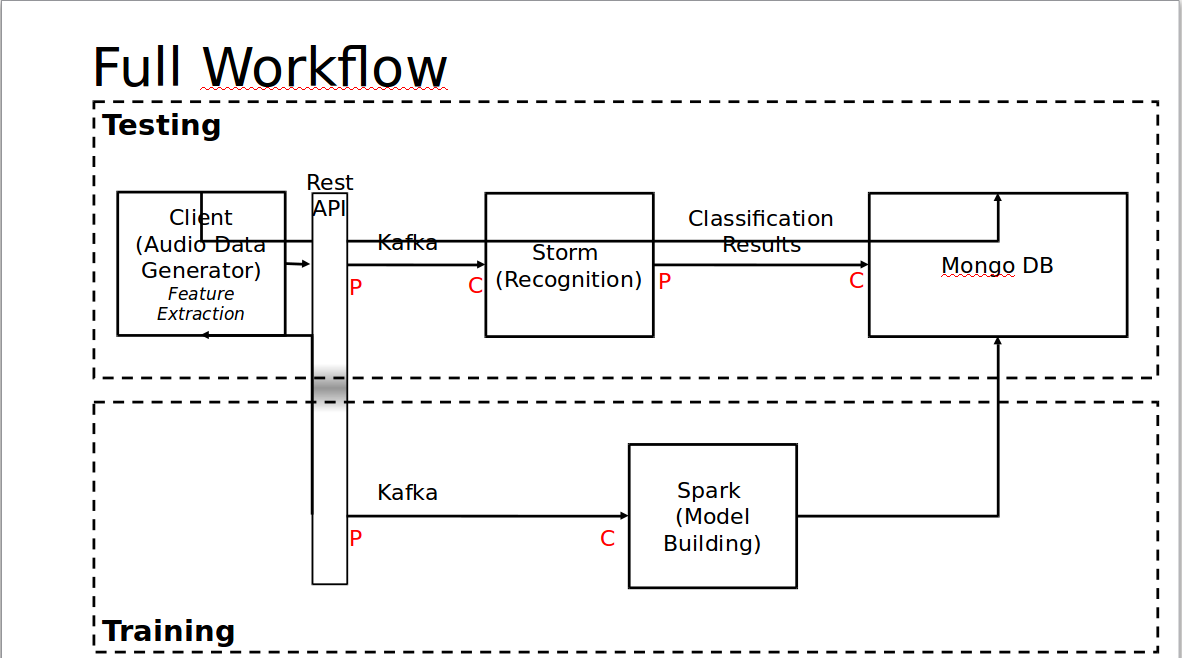 Full Workflow
Testing
Rest
API
Client
(Audio Data
Generator)
Feature
Extraction
Kafka
P
C
Storm
(Recognition)
Classification
Results
P
C
Mongo DB
Kafka
P
C
Spark
(Model
Building)
Training